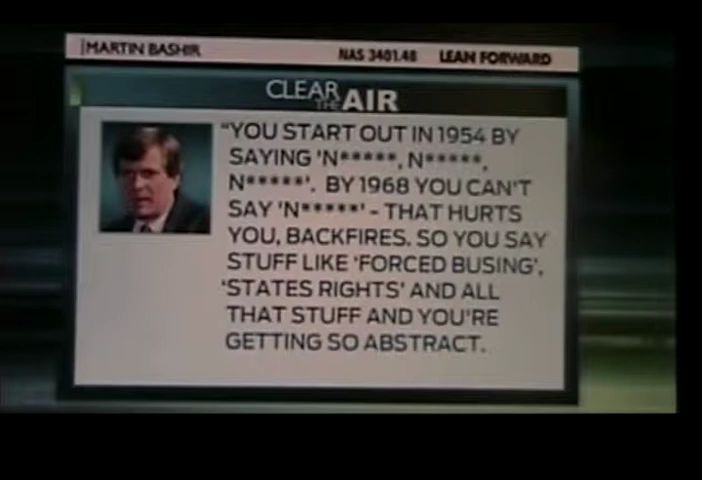 MARTIN BASHIR NAS 3401.48 LEAN FORWARD
CLEAR THE AIR
"YOU START OUT IN 1954 BY
SAYING 'N*****, N*****,
N*****'. BY 1968 YOU CAN'T
SAY 'N*****' - THAT HURTS
YOU, BACKFIRES. SO YOU SAY
STUFF LIKE 'FORCED BUSING',
'STATES RIGHTS' AND ALL
THAT STUFF AND YOU'RE
GETTING SO ABSTRACT.